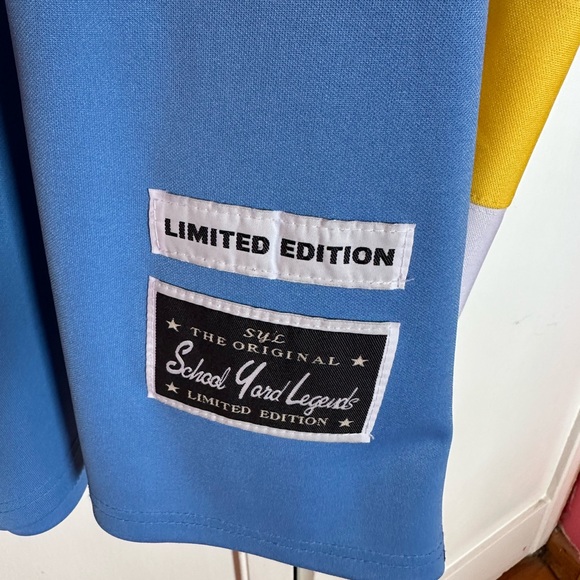 LIMITED EDITION
SYL
THE ORIGINAL
School Yard Legends
LIMITED EDITION